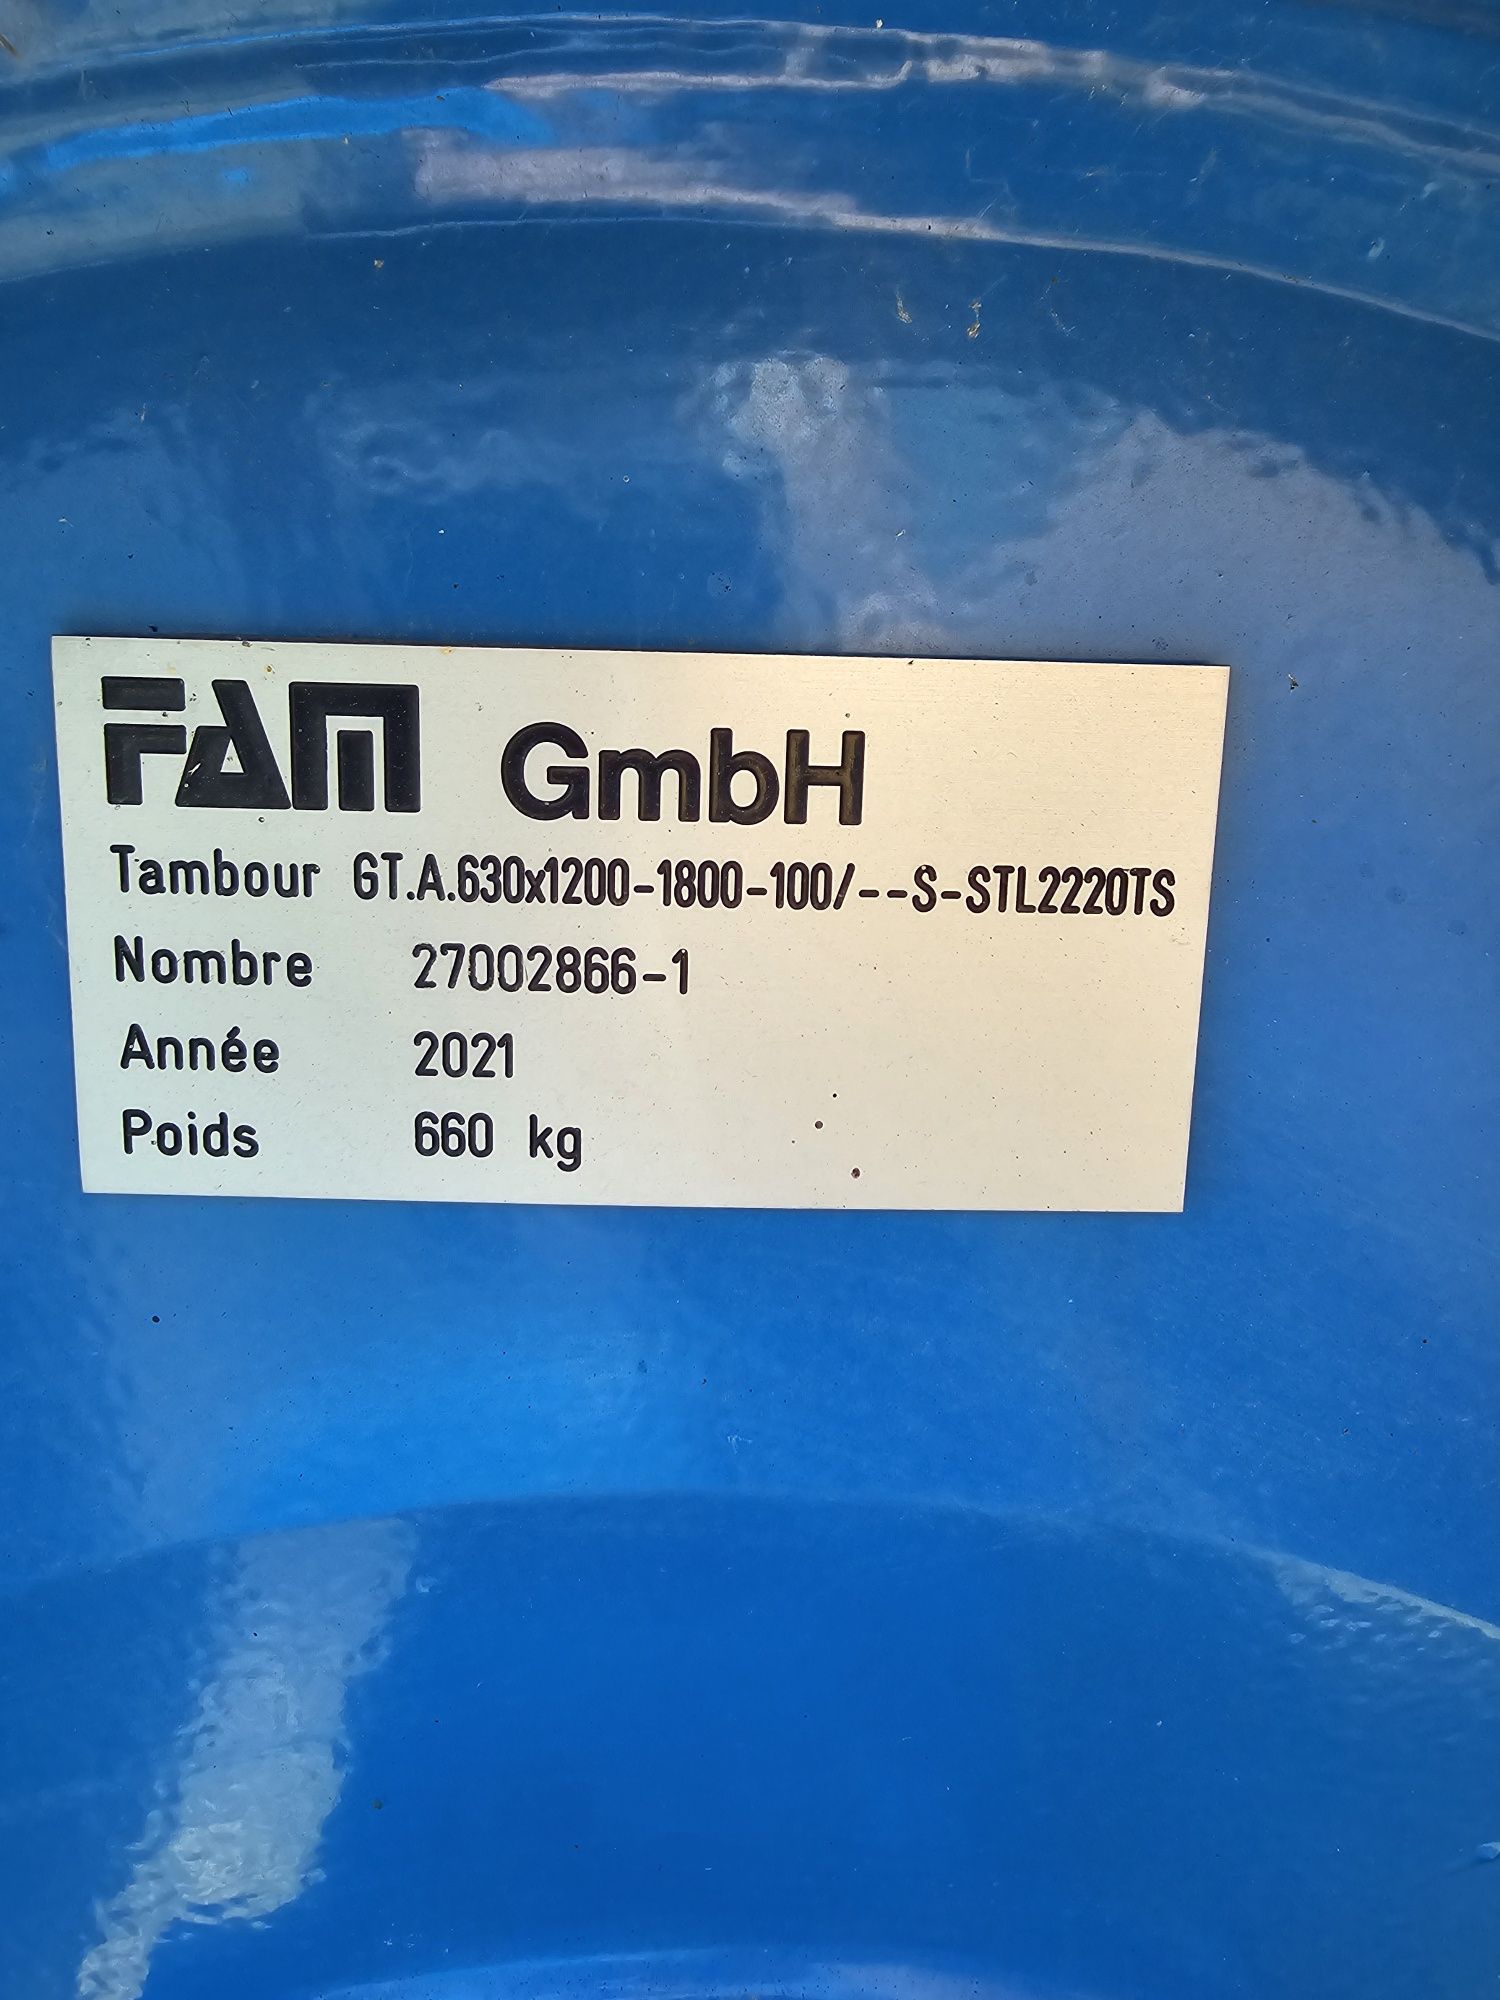 FAM GmbH
Tambour GT.A.630x1200-1800-100/--S-STL2220TS
Nombre 27002866-1
Année 2021
Poids 660 kg